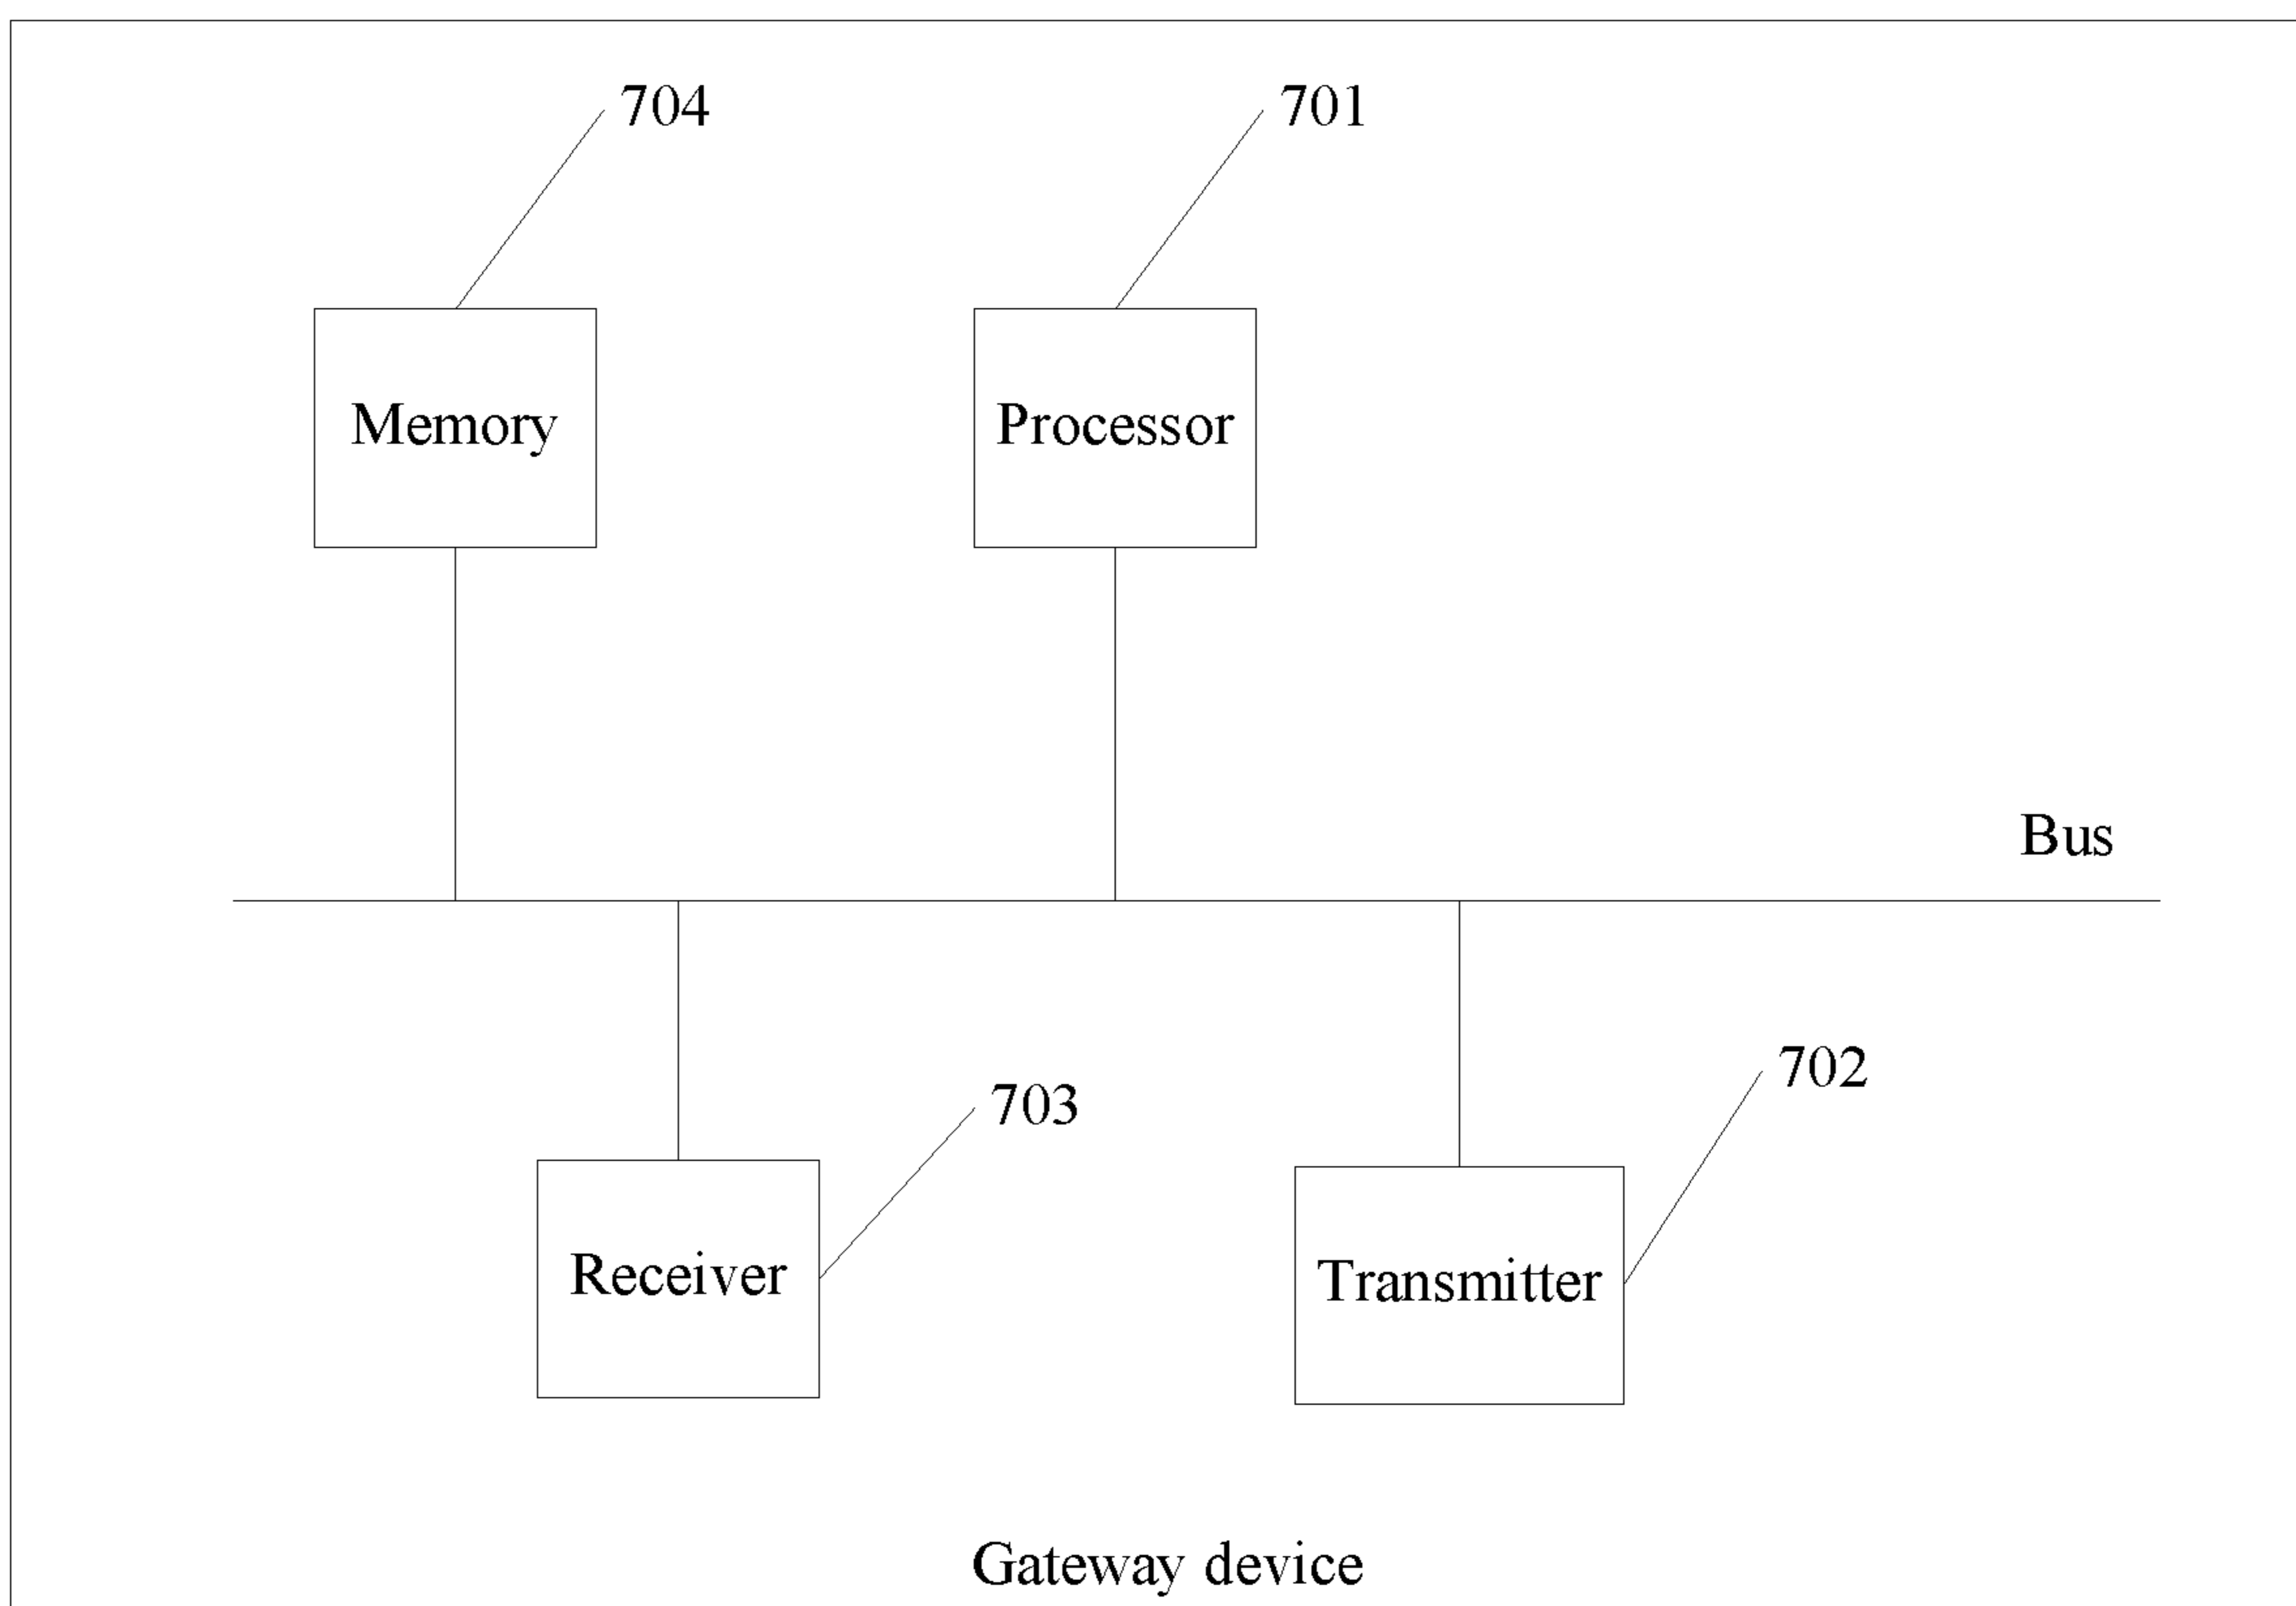 704
701
Memory
Processor
Bus
703
702
Receiver
Transmitter
Gateway device